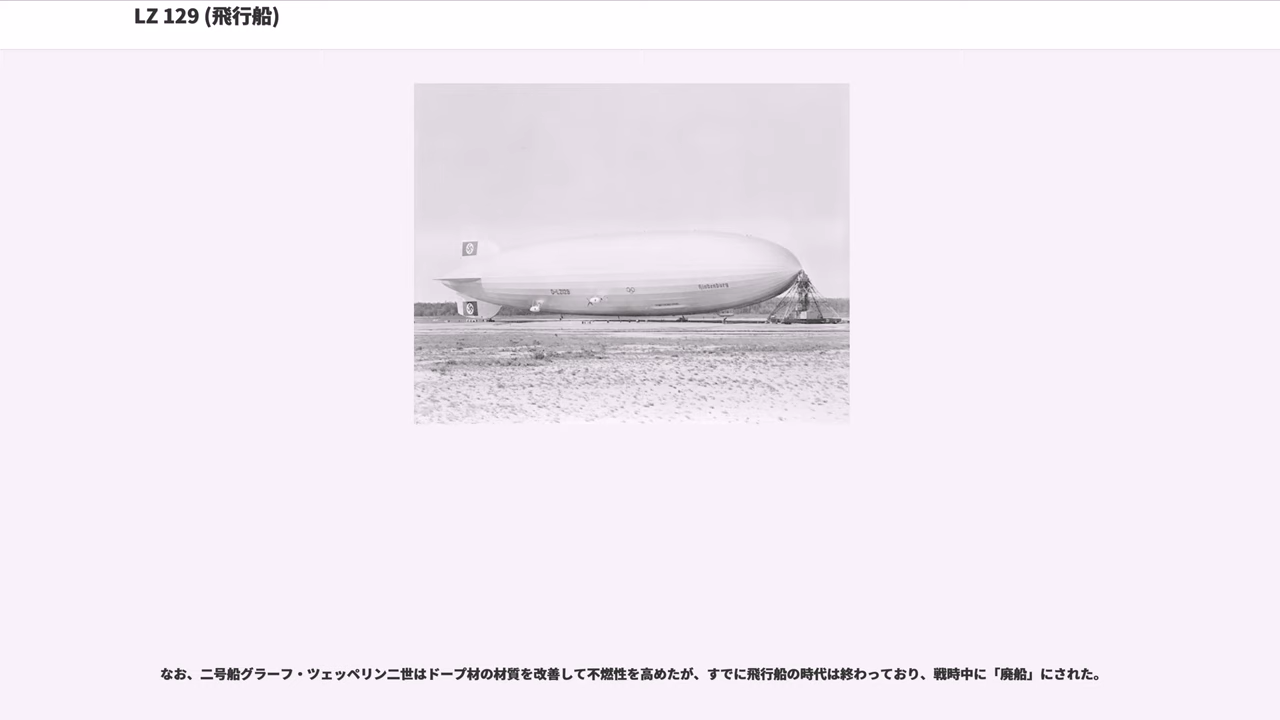 LZ 129 (飛行船)
D-LZ129
Hindenburg
なお、二号船グラーフ・ツェッペリン二世はドープ材の材質を改善して不燃性を高めたが、すでに飛行船の時代は終わっており、戦時中に「廃船」にされた。